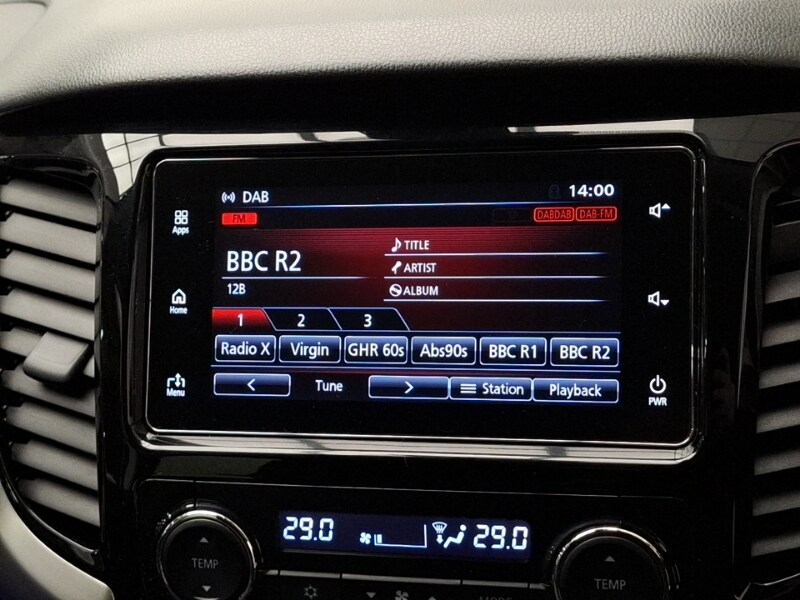 DAB 14:00
FM DABDAB DAB-FM
Apps
BBC R2 TITLE
ARTIST
12B ALBUM
Home
1 2 3
Radio X Virgin GHR 60s Abs90s BBC R1 BBC R2
Menu < Tune > Station Playback
PWR
29.0 29.0
TEMP TEMP
MODE